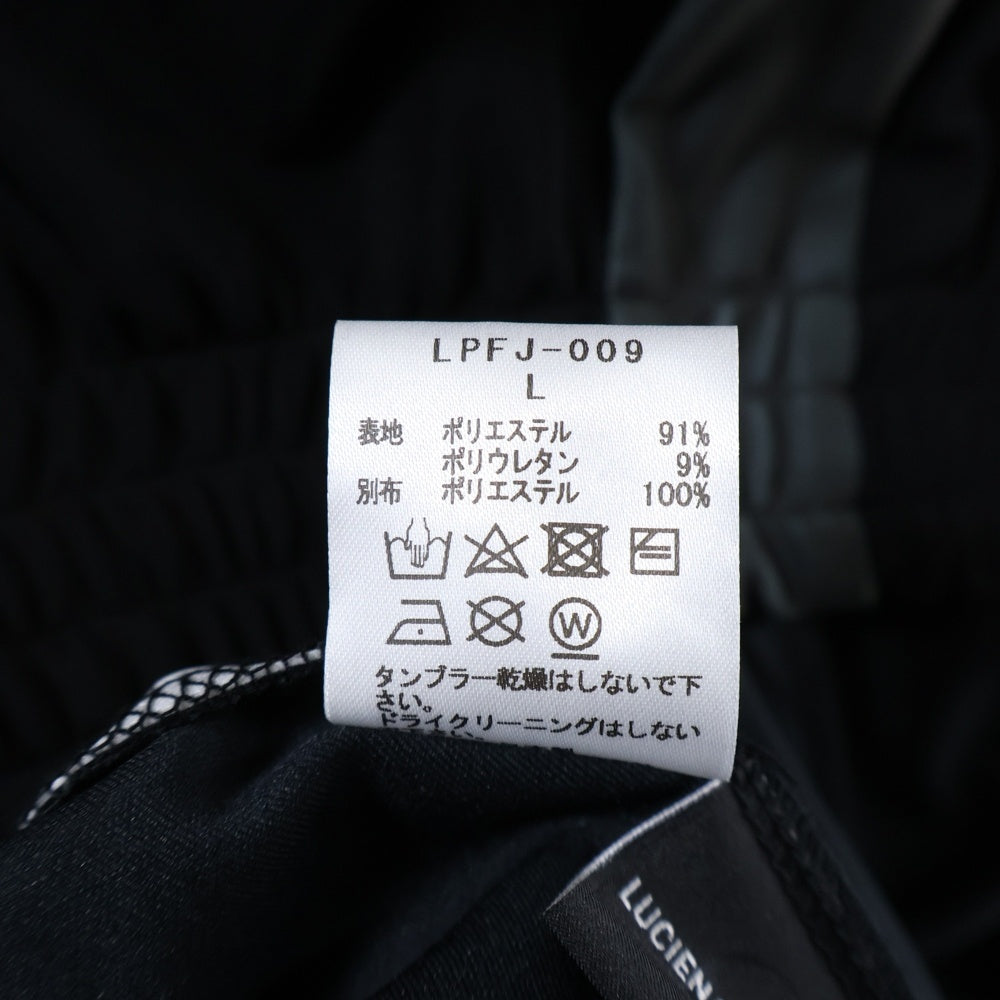 LPFJ-009
L
表地 ポリエステル 91%
ポリウレタン 9%
別布 ポリエステル 100%
W
タンブラー乾燥はしないで下
さい。
ドライクリーニングはしない
LUCIEN